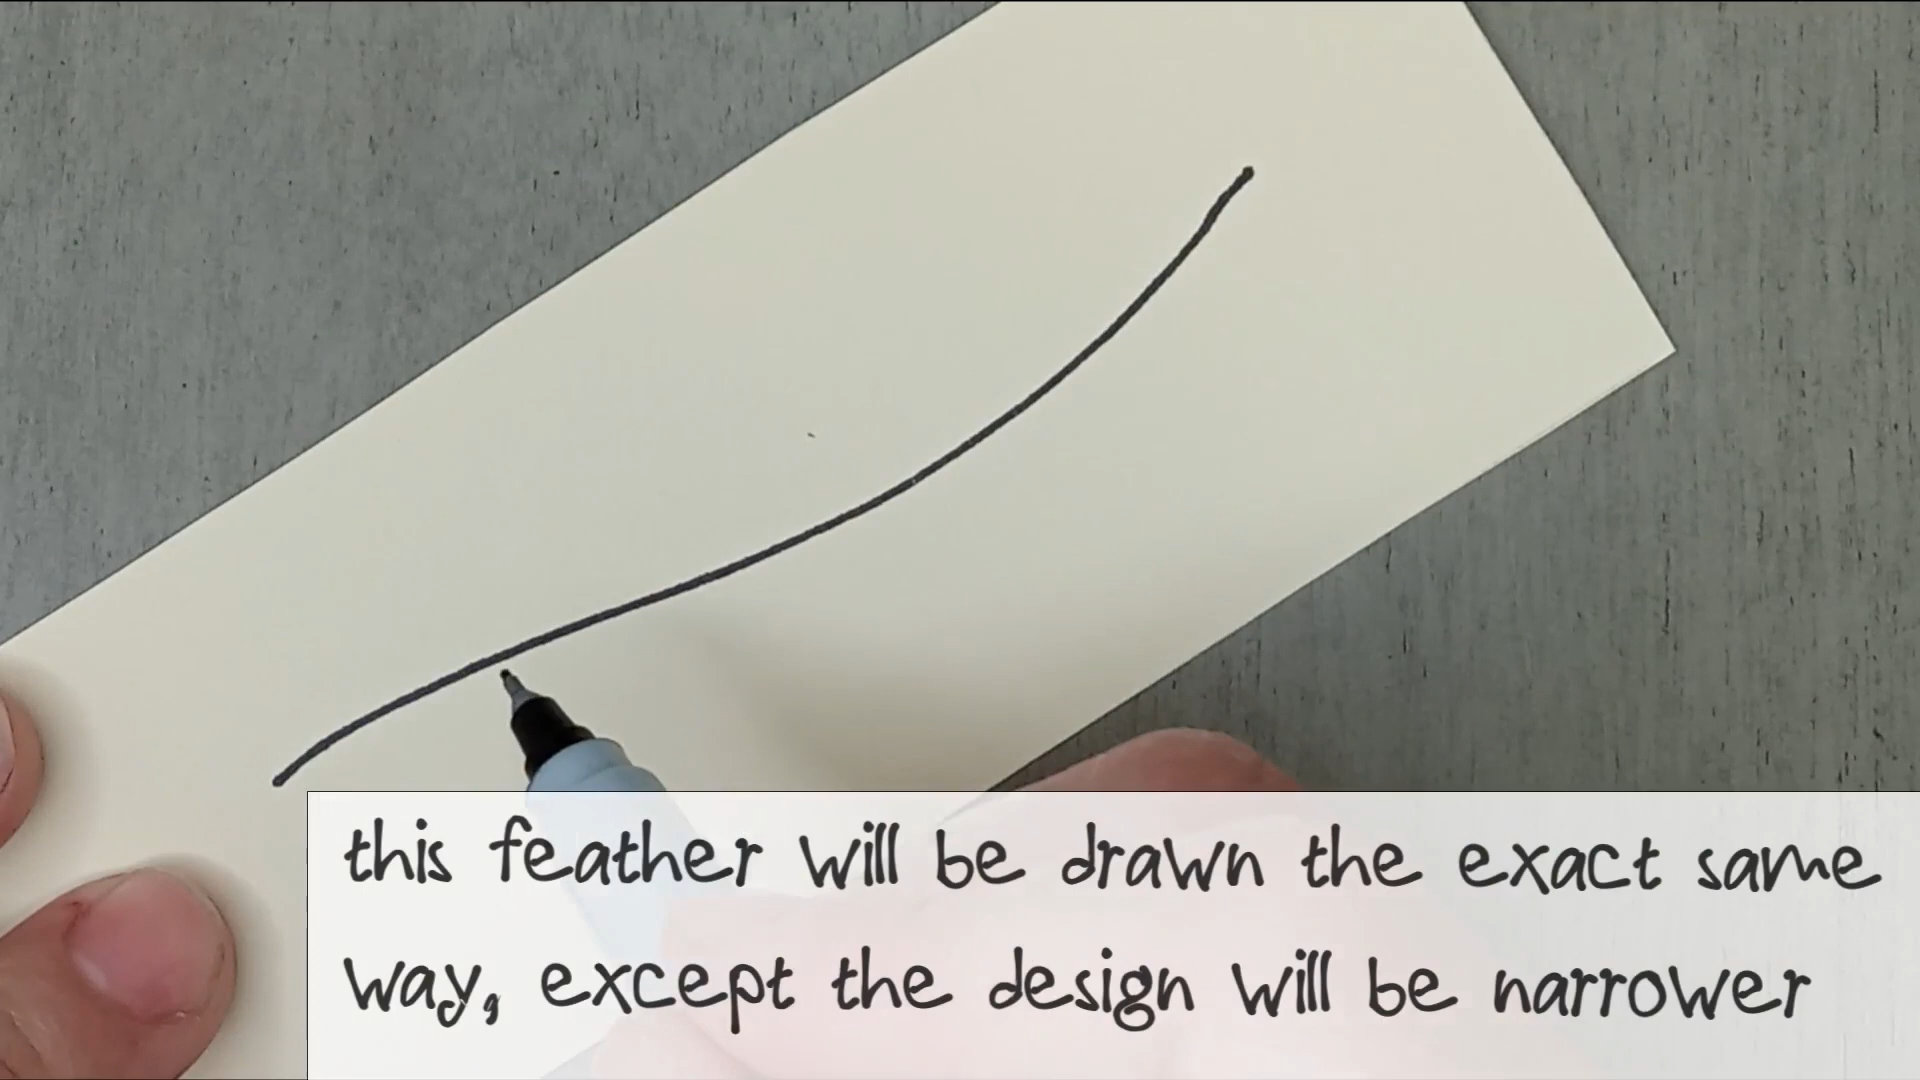 this feather will be drawn the exact same
way, except the design will be narrower